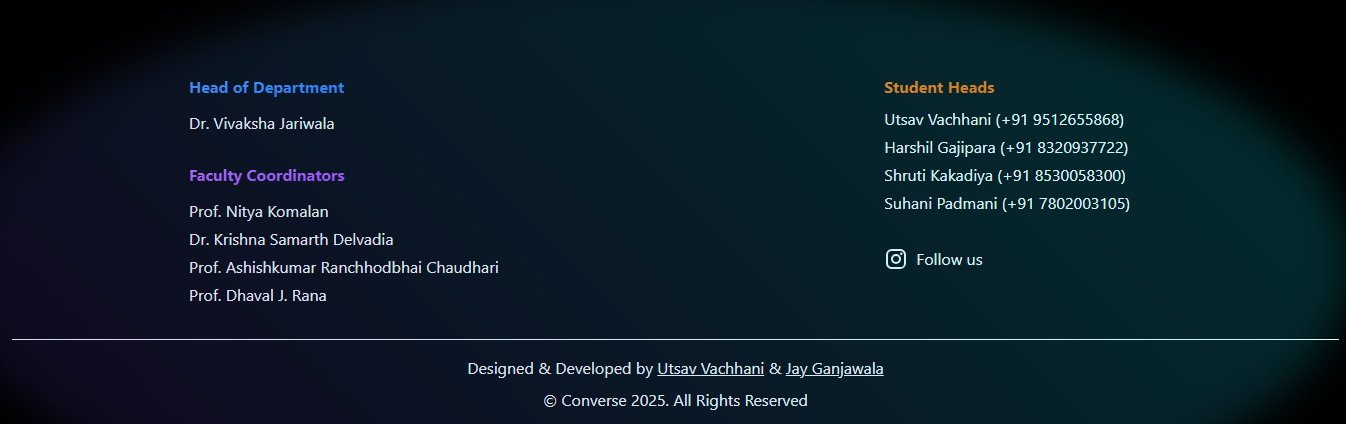 Head of Department
Dr. Vivaksha Jariwala
Faculty Coordinators
Prof. Nitya Komalan
Dr. Krishna Samarth Delvadia
Prof. Ashishkumar Ranchhodbhai Chaudhari
Prof. Dhaval J. Rana
Student Heads
Utsav Vachhani (+91 9512655868)
Harshil Gajipara (+91 8320937722)
Shruti Kakadiya (+91 8530058300)
Suhani Padmani (+91 7802003105)
Follow us
Designed & Developed by Utsav Vachhani & Jay Ganjawala
© Converse 2025. All Rights Reserved